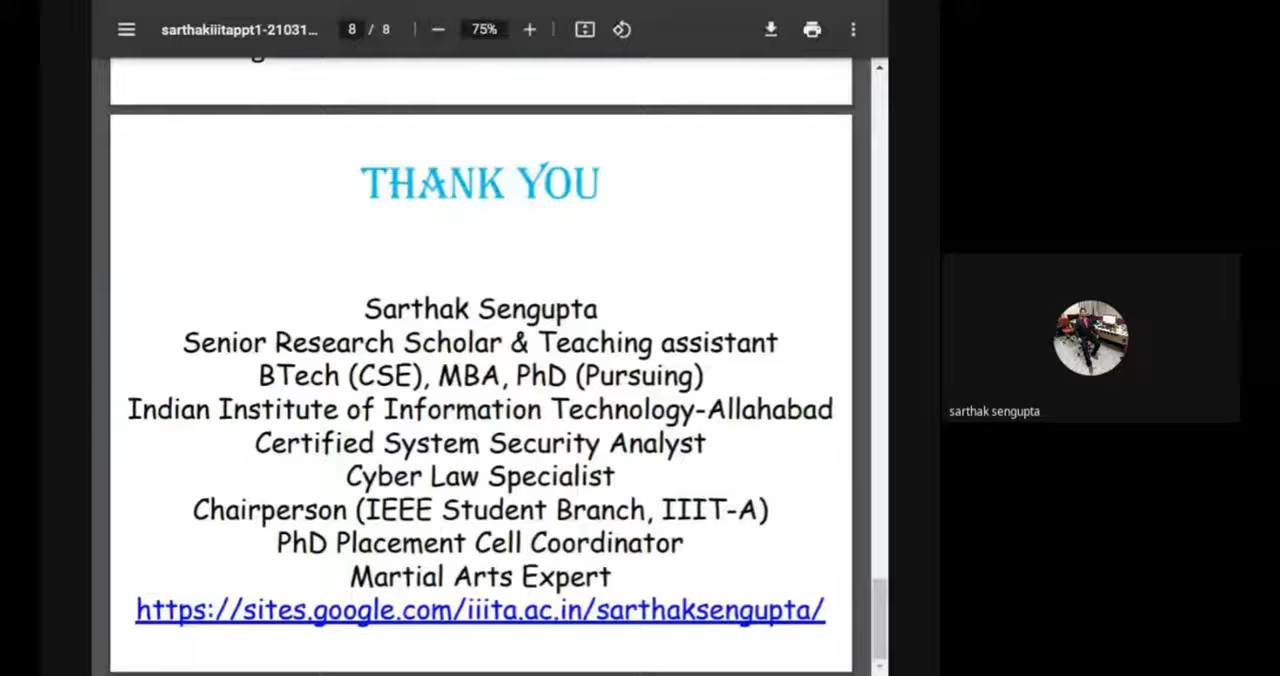 sarthakiiitappt1-21031...
8 / 8
75%
THANK YOU
Sarthak Sengupta
Senior Research Scholar & Teaching assistant
BTech (CSE), MBA, PhD (Pursuing)
Indian Institute of Information Technology-Allahabad
Certified System Security Analyst
Cyber Law Specialist
Chairperson (IEEE Student Branch, IIIT-A)
PhD Placement Cell Coordinator
Martial Arts Expert
https://sites.google.com/iiita.ac.in/sarthaksengupta/
sarthak sengupta